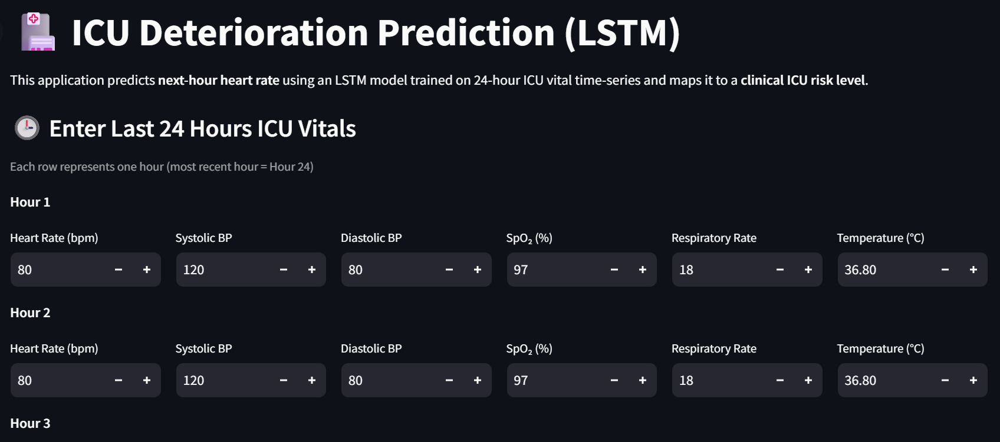 ICU Deterioration Prediction (LSTM)
This application predicts next-hour heart rate using an LSTM model trained on 24-hour ICU vital time-series and maps it to a clinical ICU risk level.
Enter Last 24 Hours ICU Vitals
Each row represents one hour (most recent hour = Hour 24)
Hour 1
Heart Rate (bpm) Systolic BP Diastolic BP SpO₂ (%) Respiratory Rate Temperature (°C)
80 − + 120 − + 80 − + 97 − + 18 − + 36.80 − +
Hour 2
Heart Rate (bpm) Systolic BP Diastolic BP SpO₂ (%) Respiratory Rate Temperature (°C)
80 − + 120 − + 80 − + 97 − + 18 − + 36.80 − +
Hour 3